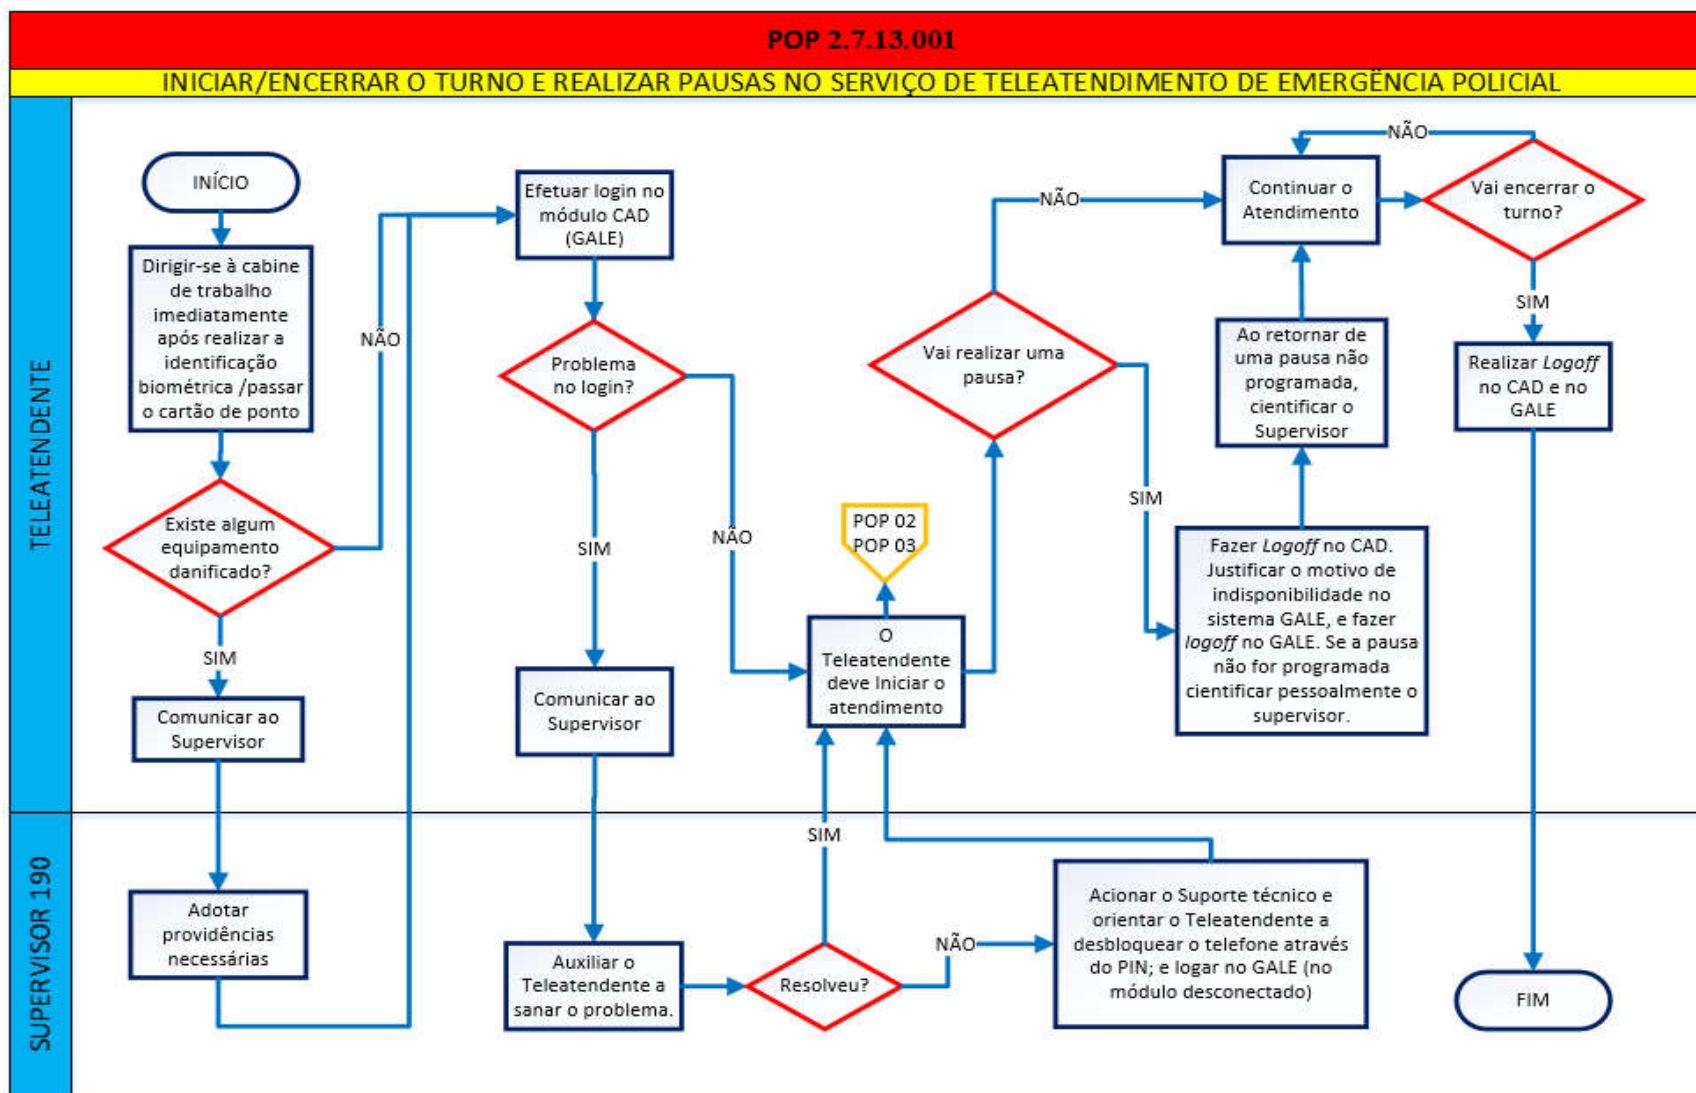 POP 2.7.13.001
INICIAR/ENCERRAR O TURNO E REALIZAR PAUSAS NO SERVIÇO DE TELEATENDIMENTO DE EMERGÊNCIA POLICIAL
TELEATENDENTE
INÍCIO
Dirigir-se à cabine
de trabalho
imediatamente
após realizar a
identificação
biométrica /passar
o cartão de ponto
Existe algum
equipamento
danificado?
NÃO
SIM
Comunicar ao
Supervisor
Efetuar login no
módulo CAD
(GALE)
Problema
no login?
SIM
NÃO
Comunicar ao
Supervisor
POP 02
POP 03
O
Teleatendente
deve Iniciar o
atendimento
Vai realizar uma
pausa?
NÃO
SIM
Fazer Logoff no CAD.
Justificar o motivo de
indisponibilidade no
sistema GALE, e fazer
logoff no GALE. Se a pausa
não for programada
cientificar pessoalmente o
supervisor.
Ao retornar de
uma pausa não
programada,
cientificar o
Supervisor
Continuar o
Atendimento
NÃO
Vai encerrar o
turno?
SIM
Realizar Logoff
no CAD e no
GALE
SUPERVISOR 190
Adotar
providências
necessárias
Auxiliar o
Teleatendente a
sanar o problema.
Resolveu?
SIM
NÃO
Acionar o Suporte técnico e
orientar o Teleatendente a
desbloquear o telefone através
do PIN; e logar no GALE (no
módulo desconectado)
FIM